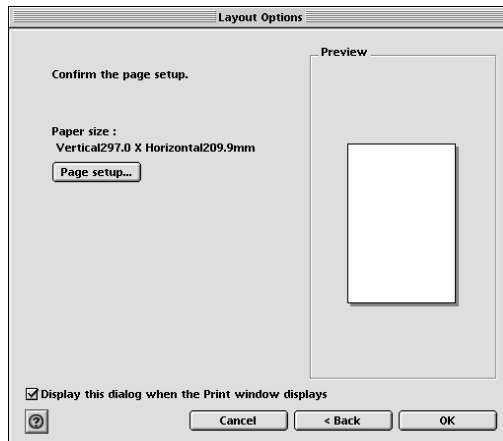 Layout Options
Confirm the page setup.
Paper size :
Vertical297.0 X Horizontal209.9mm
Page setup...
Preview
Display this dialog when the Print window displays
?
Cancel
< Back
OK